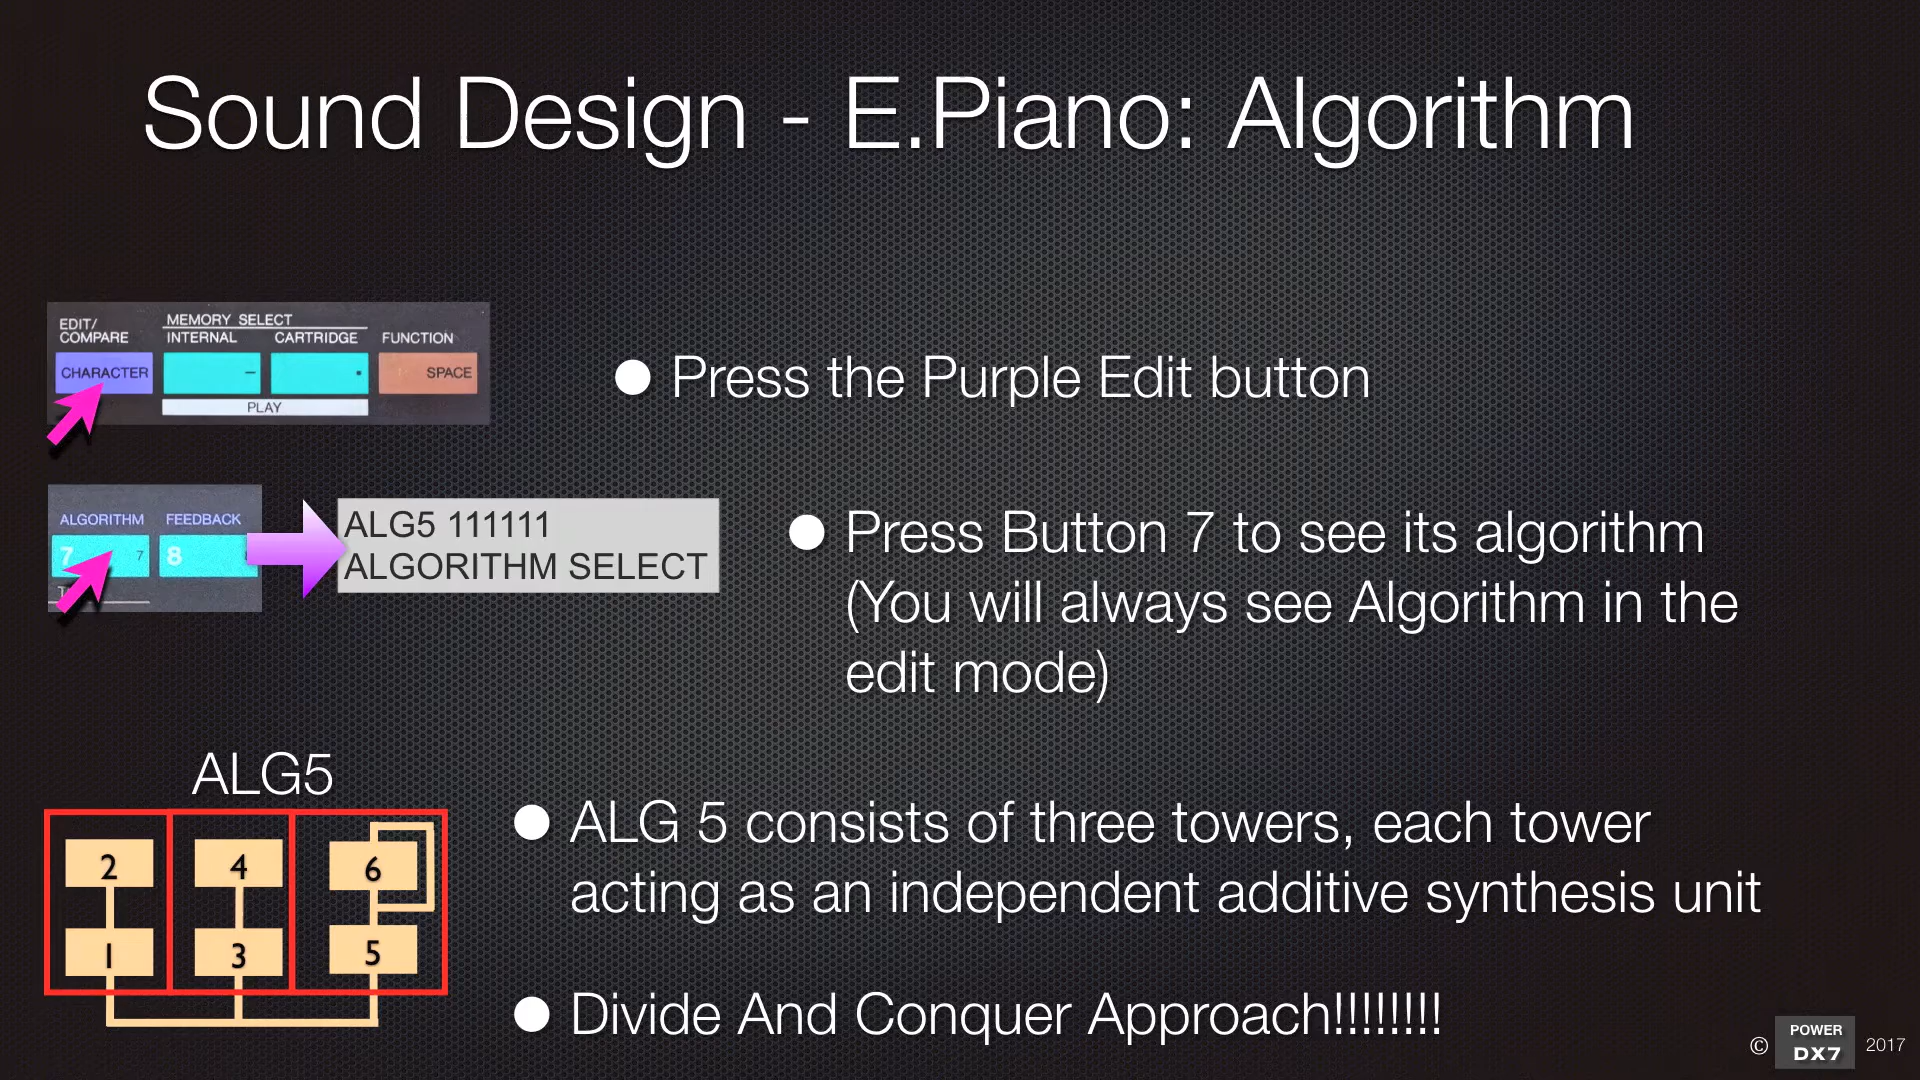 Sound Design - E.Piano: Algorithm
EDIT/
COMPARE
MEMORY SELECT
INTERNAL
CARTRIDGE
FUNCTION
CHARACTER
–
SPACE
PLAY
Press the Purple Edit button
ALGORITHM
FEEDBACK
7
7
8
ALG5 111111
ALGORITHM SELECT
Press Button 7 to see its algorithm
(You will always see Algorithm in the
edit mode)
ALG5
2
4
6
1
3
5
ALG 5 consists of three towers, each tower
acting as an independent additive synthesis unit
Divide And Conquer Approach!!!!!!!!
© POWER
DX7
2017